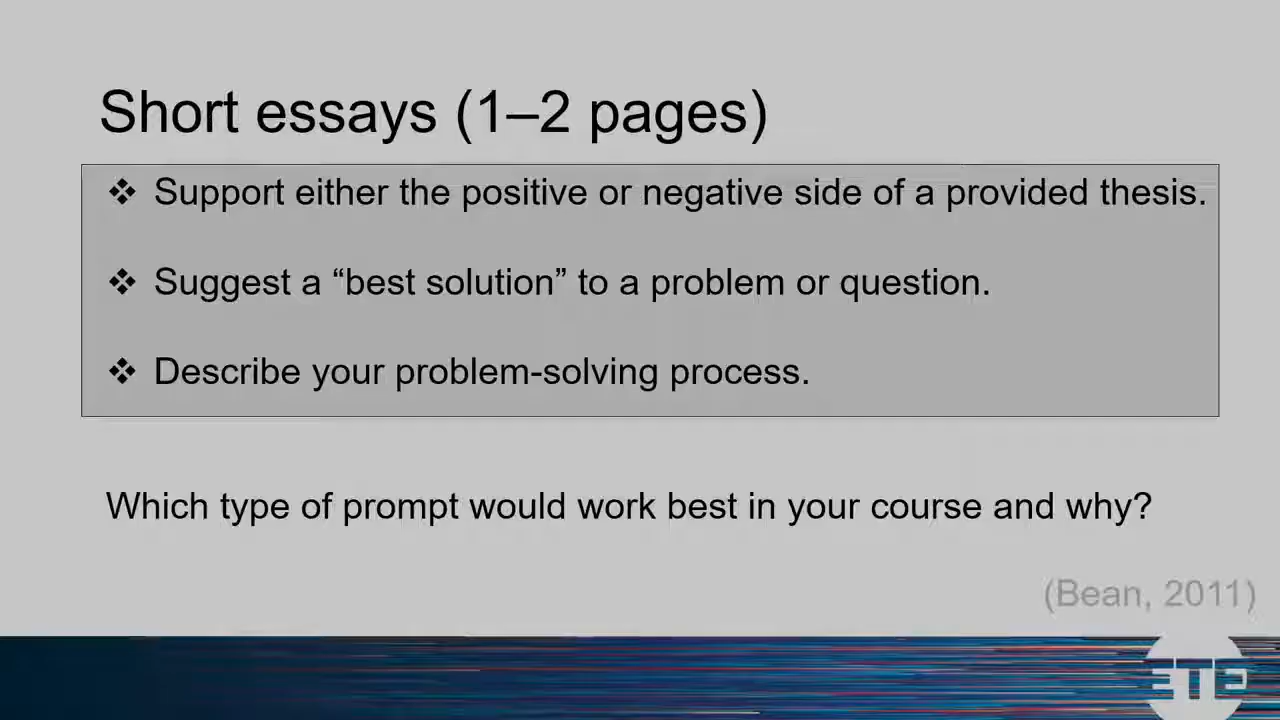 Short essays (1–2 pages)
❖ Support either the positive or negative side of a provided thesis.
❖ Suggest a “best solution” to a problem or question.
❖ Describe your problem-solving process.
Which type of prompt would work best in your course and why?
(Bean, 2011)
ETE